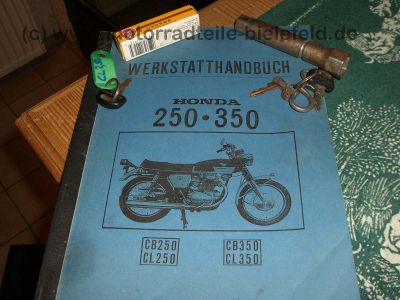 © www.motorradteile-bielefeld.de
WERKSTATTHANDBUCH
HONDA
250·350
CB250 CB350
CL250 CL350